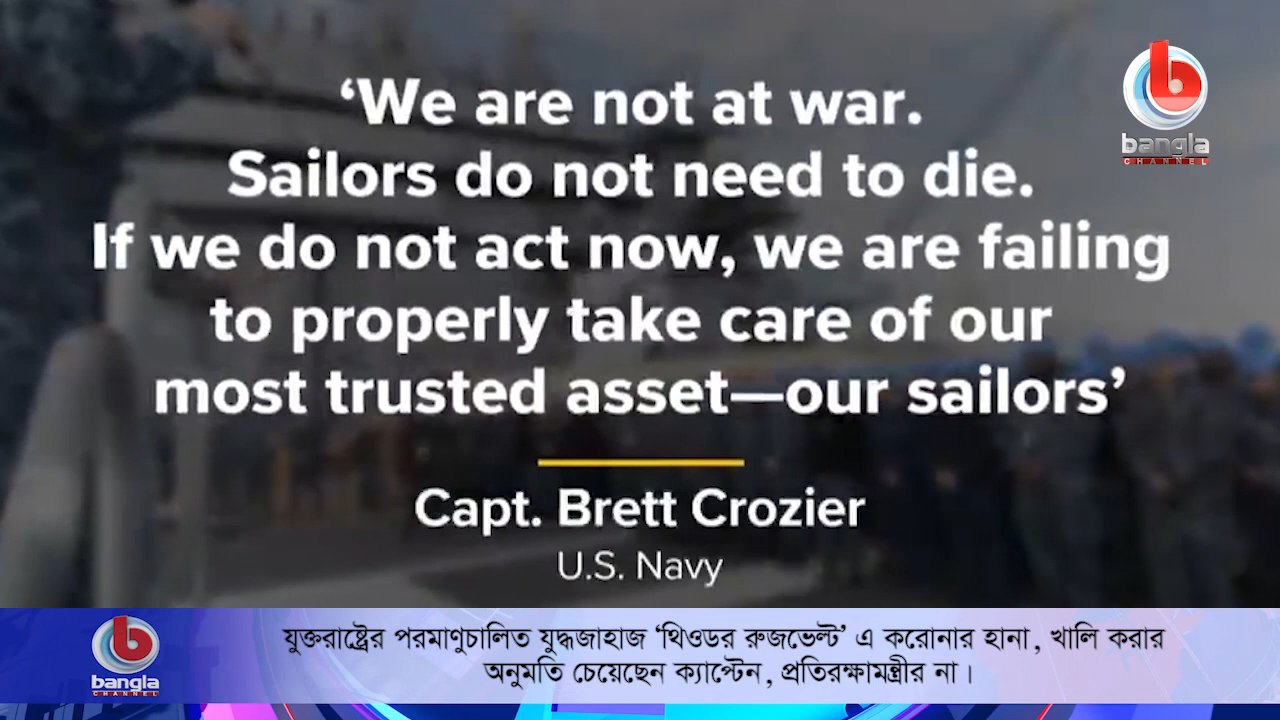 ‘We are not at war.
Sailors do not need to die.
If we do not act now, we are failing
to properly take care of our
most trusted asset—our sailors’
Capt. Brett Crozier
U.S. Navy
b
bangla
CHANNEL
b
bangla
CHANNEL
যুক্তরাষ্ট্রের পরমাণুচালিত যুদ্ধজাহাজ ‘থিওডর রুজভেল্ট’ এ করোনার হানা, খালি করার
অনুমতি চেয়েছেন ক্যাপ্টেন, প্রতিরক্ষামন্ত্রীর না।